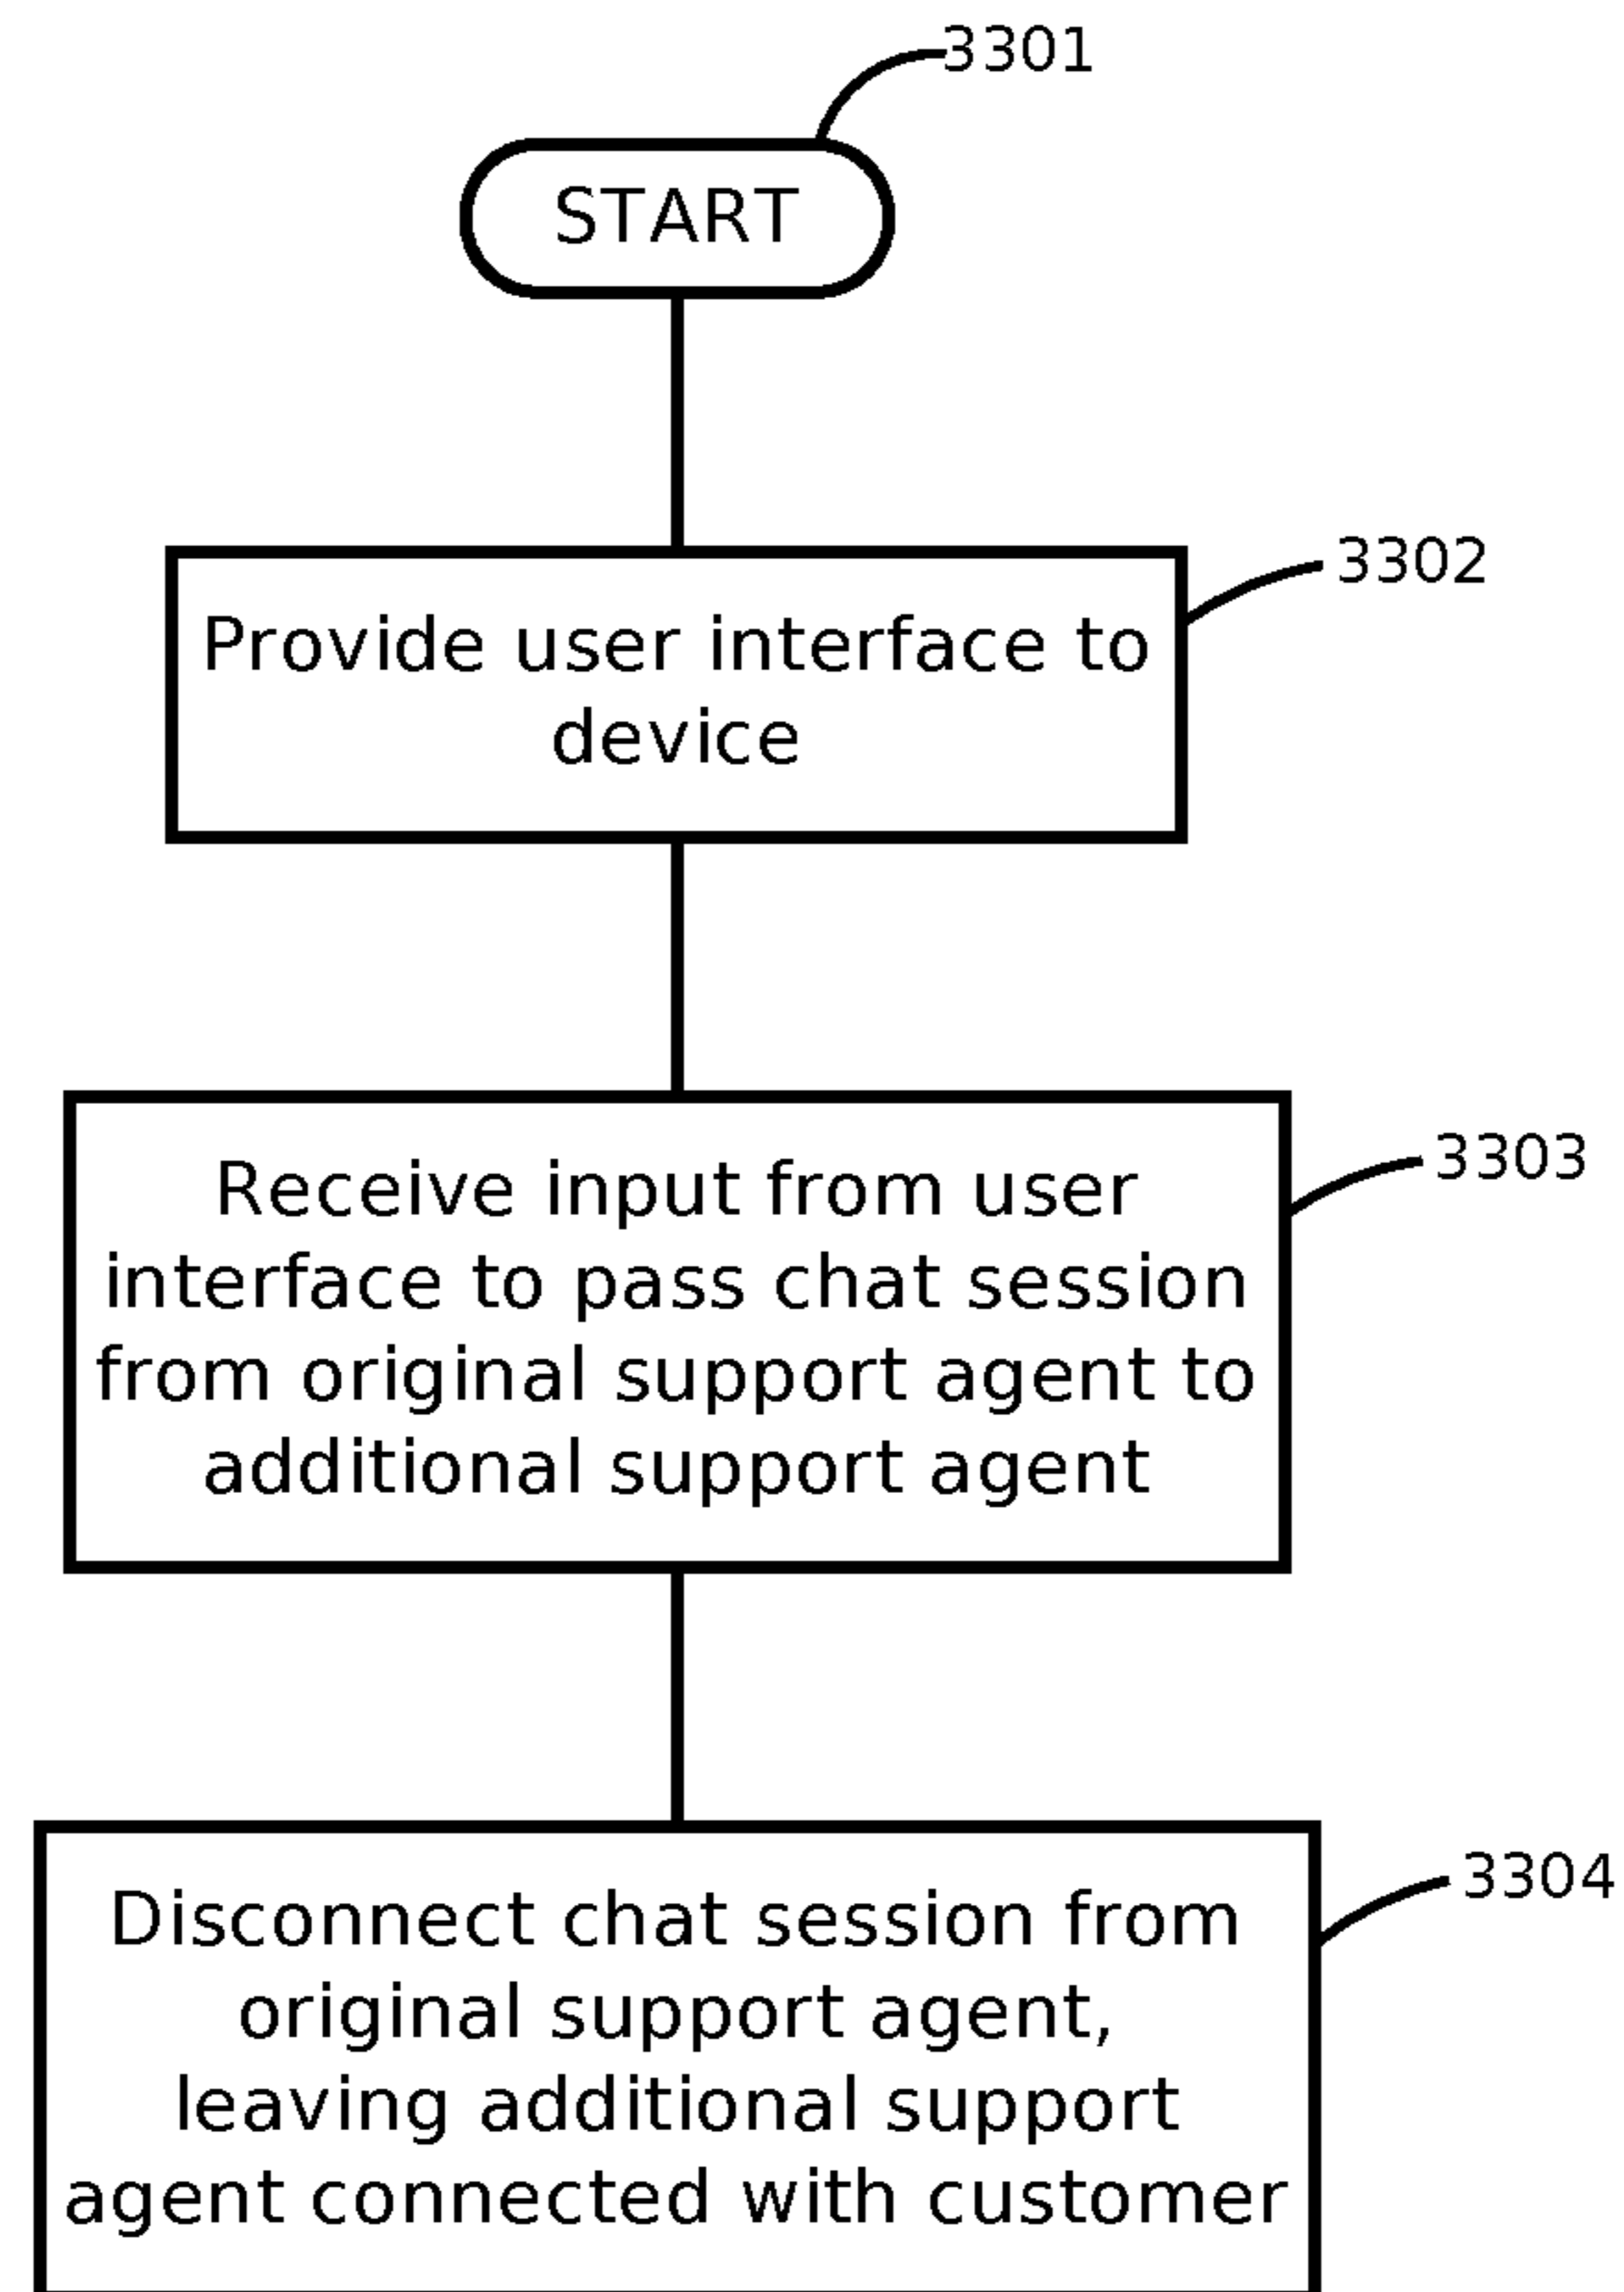 3301
START
3302
Provide user interface to
device
3303
Receive input from user
interface to pass chat session
from original support agent to
additional support agent
3304
Disconnect chat session from
original support agent,
leaving additional support
agent connected with customer